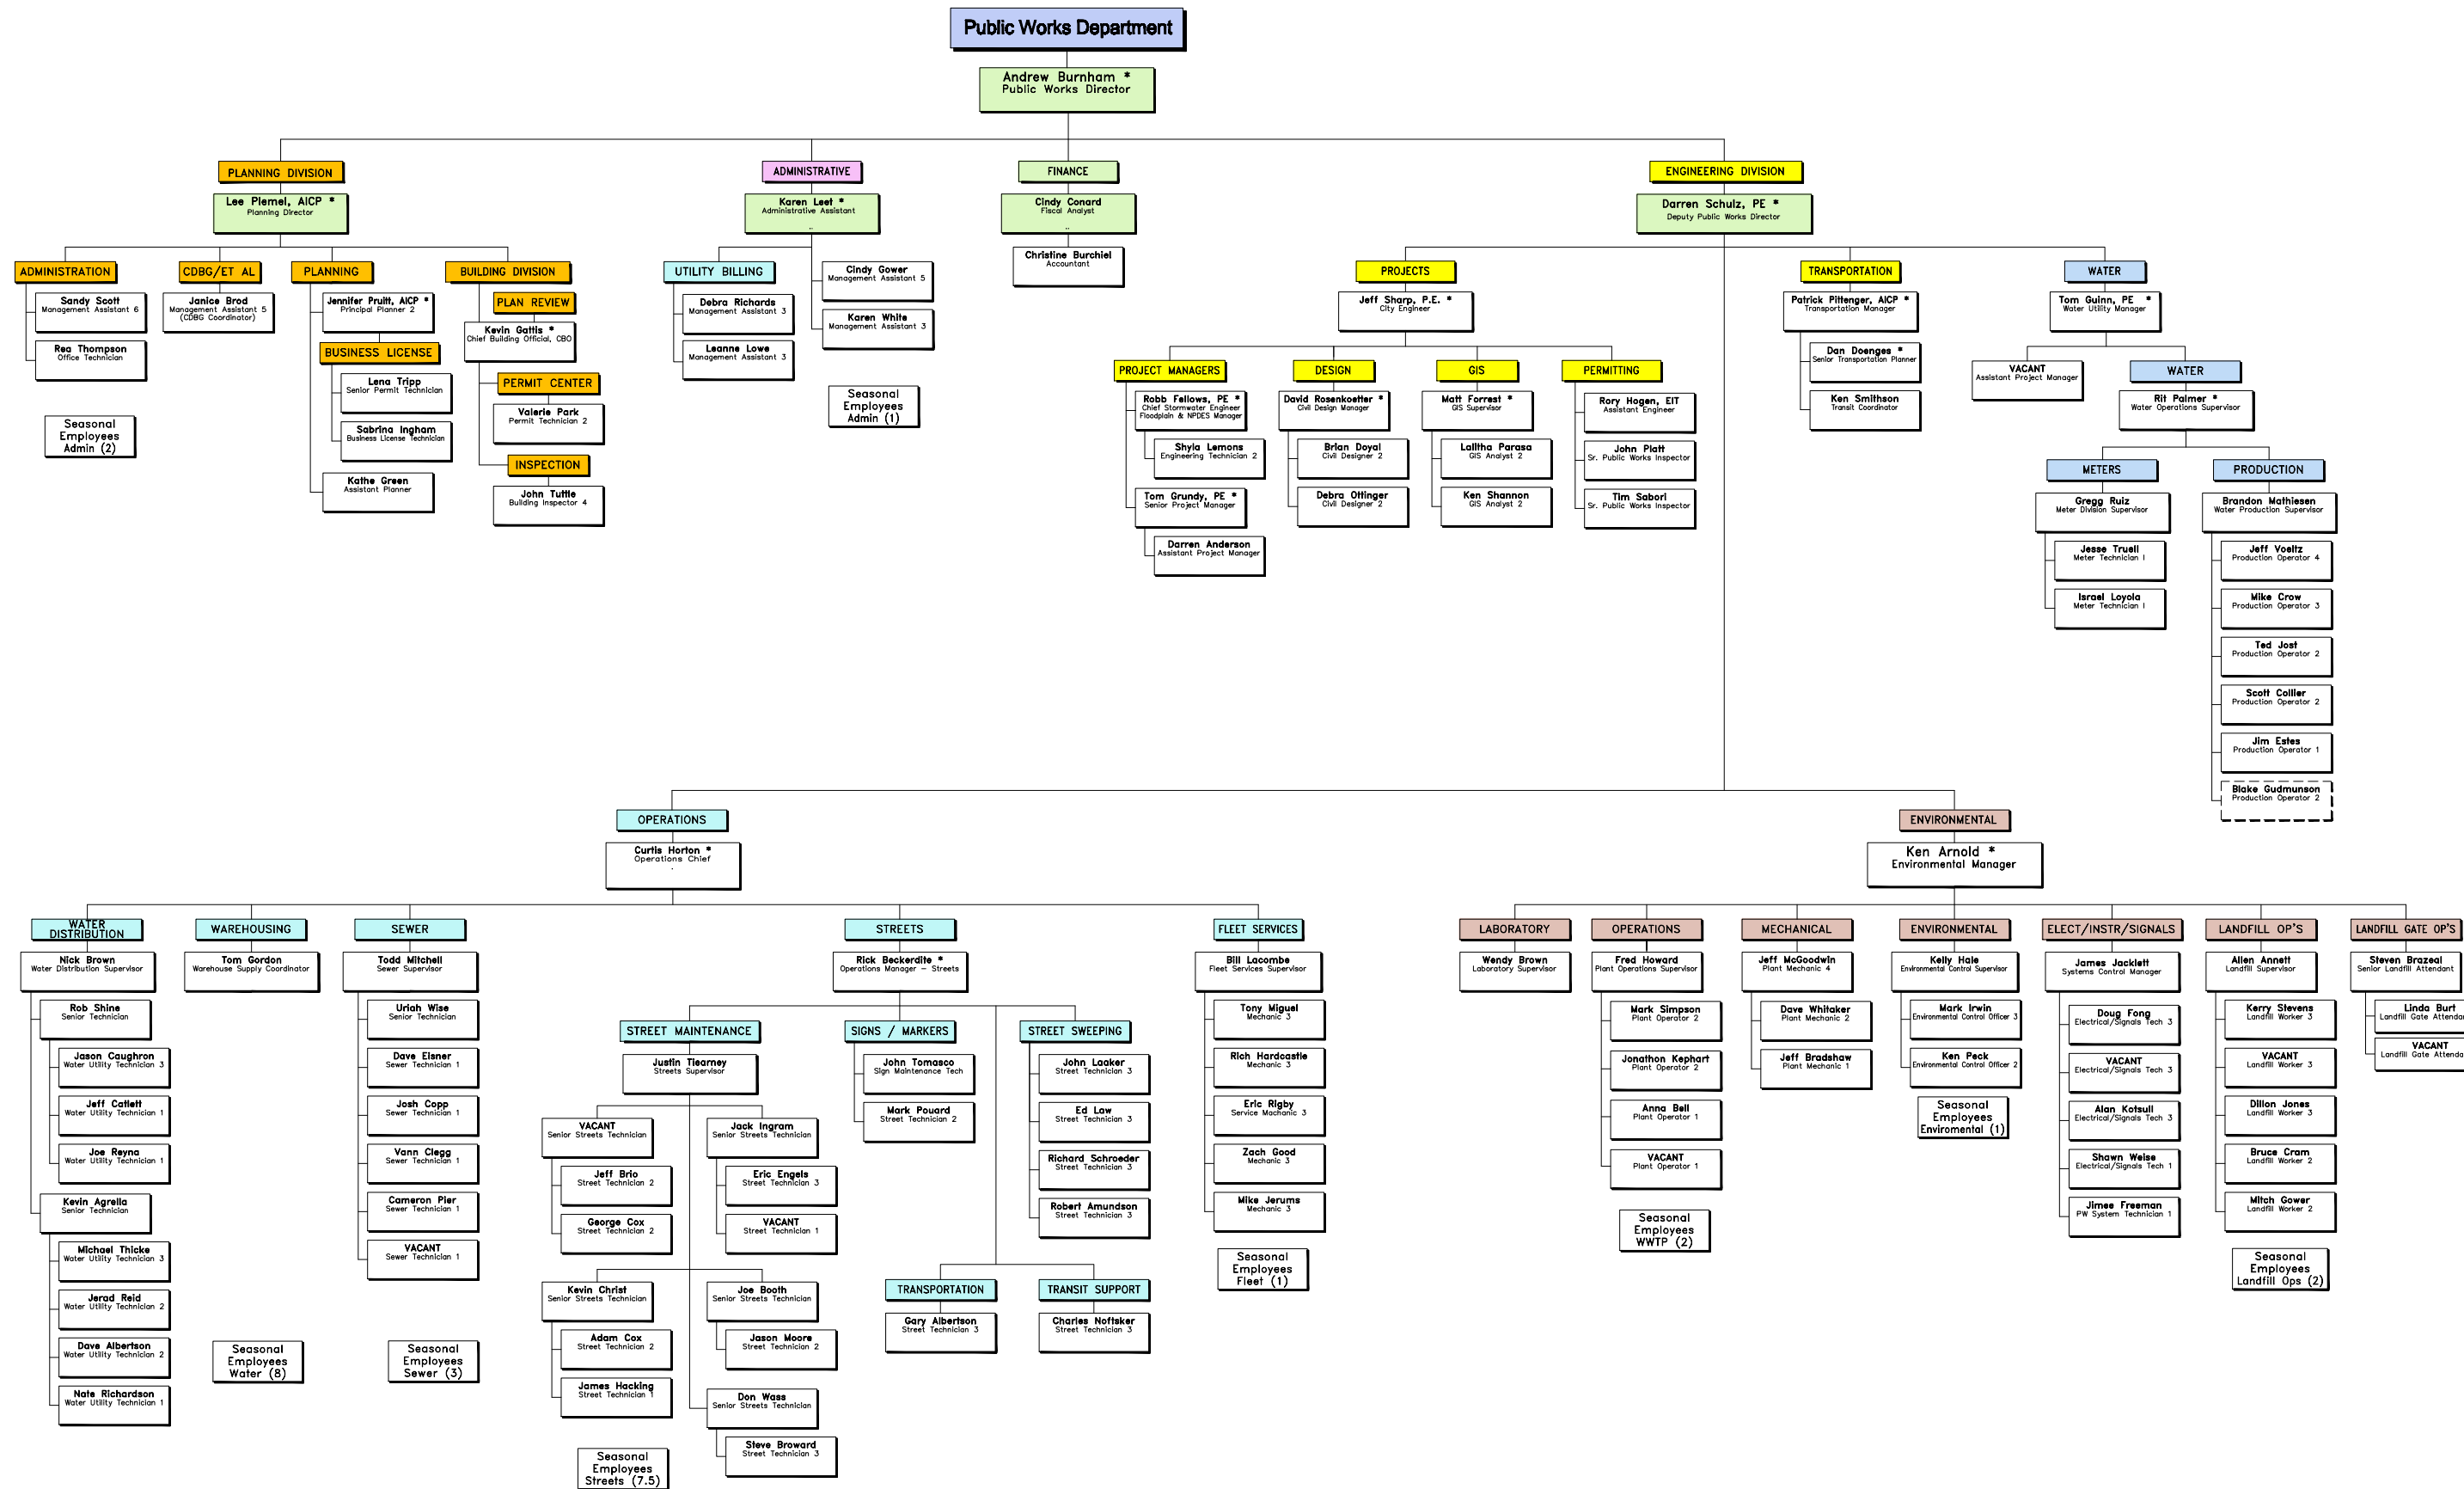 Public Works Department
Andrew Burnham *
Public Works Director
PLANNING DIVISION
Lee Plemel, AICP *
Planning Director
ADMINISTRATION
Sandy Scott
Management Assistant 6
Rea Thompson
Office Technician
Seasonal
Employees
Admin (2)
CDBG/ET AL
Janice Brod
Management Assistant 5
(CDBG Coordinator)
PLANNING
Jennifer Pruitt, AICP *
Principal Planner 2
BUSINESS LICENSE
Lena Tripp
Senior Permit Technician
Sabrina Ingham
Business License Technician
Kathe Green
Assistant Planner
BUILDING DIVISION
PLAN REVIEW
Kevin Gattis *
Chief Building Official, CBO
PERMIT CENTER
Valerie Park
Permit Technician 2
INSPECTION
John Tuttle
Building Inspector 4
ADMINISTRATIVE
Karen Leet *
Administrative Assistant
..
UTILITY BILLING
Debra Richards
Management Assistant 3
Leanne Lowe
Management Assistant 3
Cindy Gower
Management Assistant 5
Karen White
Management Assistant 3
Seasonal
Employees
Admin (1)
FINANCE
Cindy Conard
Fiscal Analyst
..
Christine Burchiel
Accountant
ENGINEERING DIVISION
Darren Schulz, PE *
Deputy Public Works Director
PROJECTS
Jeff Sharp, P.E. *
City Engineer
PROJECT MANAGERS
Robb Fellows, PE *
Chief Stormwater Engineer
Floodplain & NPDES Manager
Shyla Lemons
Engineering Technician 2
Tom Grundy, PE *
Senior Project Manager
Darren Anderson
Assistant Project Manager
DESIGN
David Rosenkoetter *
Civil Design Manager
Brian Doyal
Civil Designer 2
Debra Ottinger
Civil Designer 2
GIS
Matt Forrest *
GIS Supervisor
Lalitha Parasa
GIS Analyst 2
Ken Shannon
GIS Analyst 2
PERMITTING
Rory Hogen, EIT
Assistant Engineer
John Platt
Sr. Public Works Inspector
Tim Sabori
Sr. Public Works Inspector
TRANSPORTATION
Patrick Pittenger, AICP *
Transportation Manager
Dan Doenges *
Senior Transportation Planner
Ken Smithson
Transit Coordinator
WATER
Tom Guinn, PE *
Water Utility Manager
VACANT
Assistant Project Manager
WATER
Rit Palmer *
Water Operations Supervisor
METERS
Gregg Ruiz
Meter Division Supervisor
Jesse Truell
Meter Technician I
Israel Loyola
Meter Technician I
PRODUCTION
Brandon Mathiesen
Water Production Supervisor
Jeff Voeltz
Production Operator 4
Mike Crow
Production Operator 3
Ted Jost
Production Operator 2
Scott Collier
Production Operator 2
Jim Estes
Production Operator 1
Blake Gudmunson
Production Operator 2
OPERATIONS
Curtis Horton *
Operations Chief
.
WATER
DISTRIBUTION
Nick Brown
Water Distribution Supervisor
Rob Shine
Senior Technician
Jason Caughron
Water Utility Technician 3
Jeff Catlett
Water Utility Technician 1
Joe Reyna
Water Utility Technician 1
Kevin Agrella
Senior Technician
Michael Thicke
Water Utility Technician 3
Jerad Reid
Water Utility Technician 2
Dave Albertson
Water Utility Technician 2
Nate Richardson
Water Utility Technician 1
WAREHOUSING
Tom Gordon
Warehouse Supply Coordinator
Seasonal
Employees
Water (8)
SEWER
Todd Mitchell
Sewer Supervisor
Uriah Wise
Senior Technician
Dave Eisner
Sewer Technician 1
Josh Copp
Sewer Technician 1
Vann Clegg
Sewer Technician 1
Cameron Pier
Sewer Technician 1
VACANT
Sewer Technician 1
Seasonal
Employees
Sewer (3)
STREETS
Rick Beckerdite *
Operations Manager – Streets
STREET MAINTENANCE
Justin Tiearney
Streets Supervisor
VACANT
Senior Streets Technician
Jeff Brio
Street Technician 2
George Cox
Street Technician 2
Jack Ingram
Senior Streets Technician
Eric Engels
Street Technician 3
VACANT
Street Technician 1
Kevin Christ
Senior Streets Technician
Adam Cox
Street Technician 2
James Hacking
Street Technician 1
Joe Booth
Senior Streets Technician
Jason Moore
Street Technician 2
Don Wass
Senior Streets Technician
Steve Broward
Street Technician 3
Seasonal
Employees
Streets (7.5)
SIGNS / MARKERS
John Tomasco
Sign Maintenance Tech
Mark Pouard
Street Technician 2
STREET SWEEPING
John Laaker
Street Technician 3
Ed Law
Street Technician 3
Richard Schroeder
Street Technician 3
Robert Amundson
Street Technician 3
TRANSPORTATION
Gary Albertson
Street Technician 3
TRANSIT SUPPORT
Charles Noftsker
Street Technician 3
FLEET SERVICES
Bill Lacombe
Fleet Services Supervisor
Tony Miguel
Mechanic 3
Rich Hardcastle
Mechanic 3
Eric Rigby
Service Machanic 3
Zach Good
Mechanic 3
Mike Jerums
Mechanic 3
Seasonal
Employees
Fleet (1)
ENVIRONMENTAL
Ken Arnold *
Environmental Manager
LABORATORY
Wendy Brown
Laboratory Supervisor
OPERATIONS
Fred Howard
Plant Operations Supervisor
Mark Simpson
Plant Operator 2
Jonathon Kephart
Plant Operator 2
Anna Bell
Plant Operator 1
VACANT
Plant Operator 1
Seasonal
Employees
WWTP (2)
MECHANICAL
Jeff McGoodwin
Plant Mechanic 4
Dave Whitaker
Plant Mechanic 2
Jeff Bradshaw
Plant Mechanic 1
ENVIRONMENTAL
Kelly Hale
Environmental Control Supervisor
Mark Irwin
Environmental Control Officer 3
Ken Peck
Environmental Control Officer 2
Seasonal
Employees
Enviromental (1)
ELECT/INSTR/SIGNALS
James Jacklett
Systems Control Manager
Doug Fong
Electrical/Signals Tech 3
VACANT
Electrical/Signals Tech 3
Alan Kotsull
Electrical/Signals Tech 3
Shawn Weise
Electrical/Signals Tech 1
Jimee Freeman
PW System Technician 1
LANDFILL OP'S
Allen Annett
Landfill Supervisor
Kerry Stevens
Landfill Worker 3
VACANT
Landfill Worker 3
Dillon Jones
Landfill Worker 3
Bruce Cram
Landfill Worker 2
Mitch Gower
Landfill Worker 2
Seasonal
Employees
Landfill Ops (2)
LANDFILL GATE OP'S
Steven Brazeal
Senior Landfill Attendant
Linda Burt
Landfill Gate Attendan
VACANT
Landfill Gate Attenda